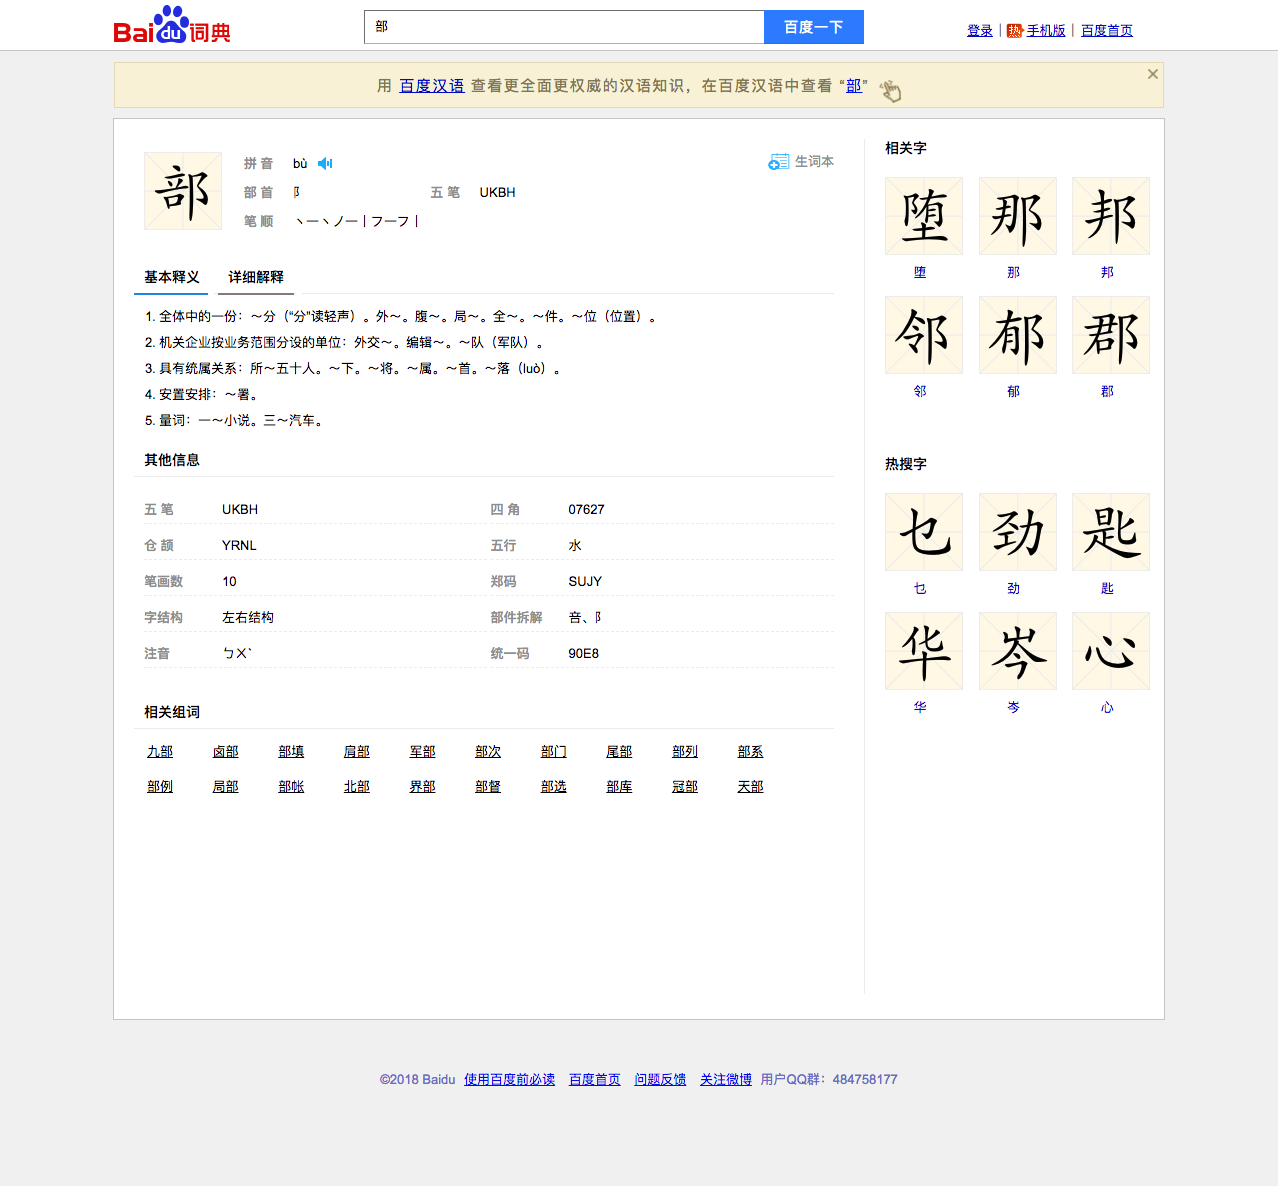 Bai du 词典
部
百度一下
登录 | 热 手机版 | 百度首页
用 百度汉语 查看更全面更权威的汉语知识，在百度汉语中查看 “部”
部
拼 音 bù
生词本
部 首 阝 五 笔 UKBH
笔 顺 丶一丶ノ一丨フ一フ丨
基本释义 详细解释
1. 全体中的一份：～分（“分”读轻声）。外～。腹～。局～。全～。～件。～位（位置）。
2. 机关企业按业务范围分设的单位：外交～。编辑～。～队（军队）。
3. 具有统属关系：所～五十人。～下。～将。～属。～首。～落（luò）。
4. 安置安排：～署。
5. 量词：一～小说。三～汽车。
其他信息
五 笔 UKBH 四 角 07627
仓 颉 YRNL 五行 水
笔画数 10 郑码 SUJY
字结构 左右结构 部件拆解 咅、阝
注音 ㄅㄨˋ 统一码 90E8
相关组词
九部 卤部 部填 肩部 军部 部次 部门 尾部 部列 部系
部例 局部 部帐 北部 界部 部督 部选 部库 冠部 天部
相关字
堕 那 邦
堕 那 邦
邻 郁 郡
邻 郁 郡
热搜字
乜 劲 匙
乜 劲 匙
华 岑 心
华 岑 心
©2018 Baidu 使用百度前必读 百度首页 问题反馈 关注微博 用户QQ群：484758177